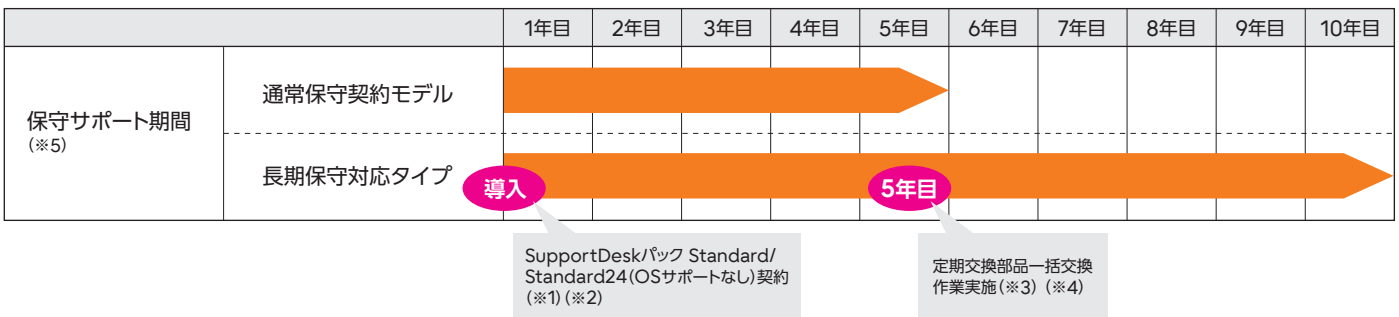 1年目 2年目 3年目 4年目 5年目 6年目 7年目 8年目 9年目 10年目
保守サポート期間
(※5)
通常保守契約モデル
長期保守対応タイプ
導入
5年目
SupportDeskパック Standard/
Standard24(OSサポートなし)契約
(※1)(※2)
定期交換部品一括交換
作業実施(※3) (※4)